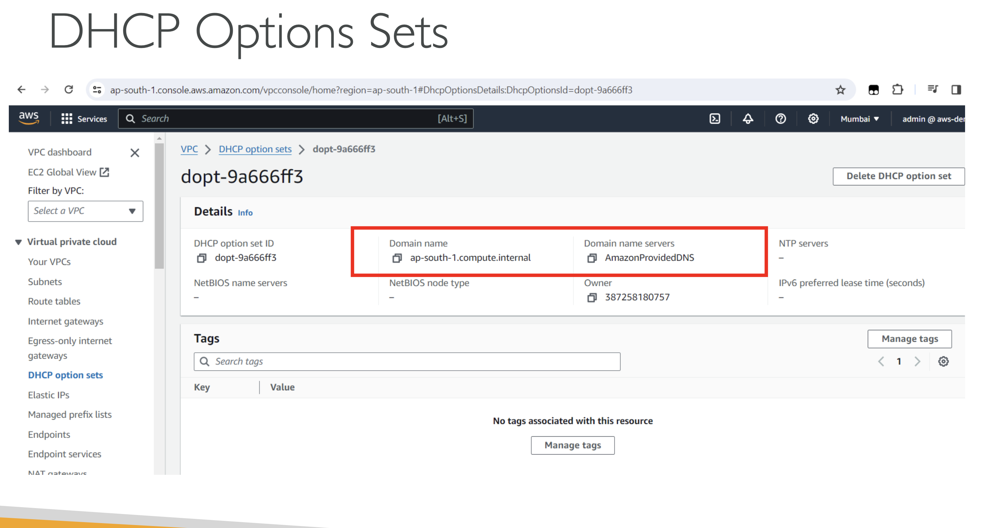 DHCP Options Sets
ap-south-1.console.aws.amazon.com/vpcconsole/home?region=ap-south-1#DhcpOptionsDetails:DhcpOptionsId=dopt-9a666ff3
aws Services Search [Alt+S] Mumbai admin @ aws-der
VPC dashboard
EC2 Global View
Filter by VPC:
Select a VPC
Virtual private cloud
Your VPCs
Subnets
Route tables
Internet gateways
Egress-only internet
gateways
DHCP option sets
Elastic IPs
Managed prefix lists
Endpoints
Endpoint services
NAT gateways
VPC DHCP option sets dopt-9a666ff3
dopt-9a666ff3
Delete DHCP option set
Details Info
DHCP option set ID
dopt-9a666ff3
Domain name
ap-south-1.compute.internal
Domain name servers
AmazonProvidedDNS
NTP servers
–
NetBIOS name servers
–
NetBIOS node type
–
Owner
387258180757
IPv6 preferred lease time (seconds)
–
Tags
Manage tags
Search tags
1
Key Value
No tags associated with this resource
Manage tags